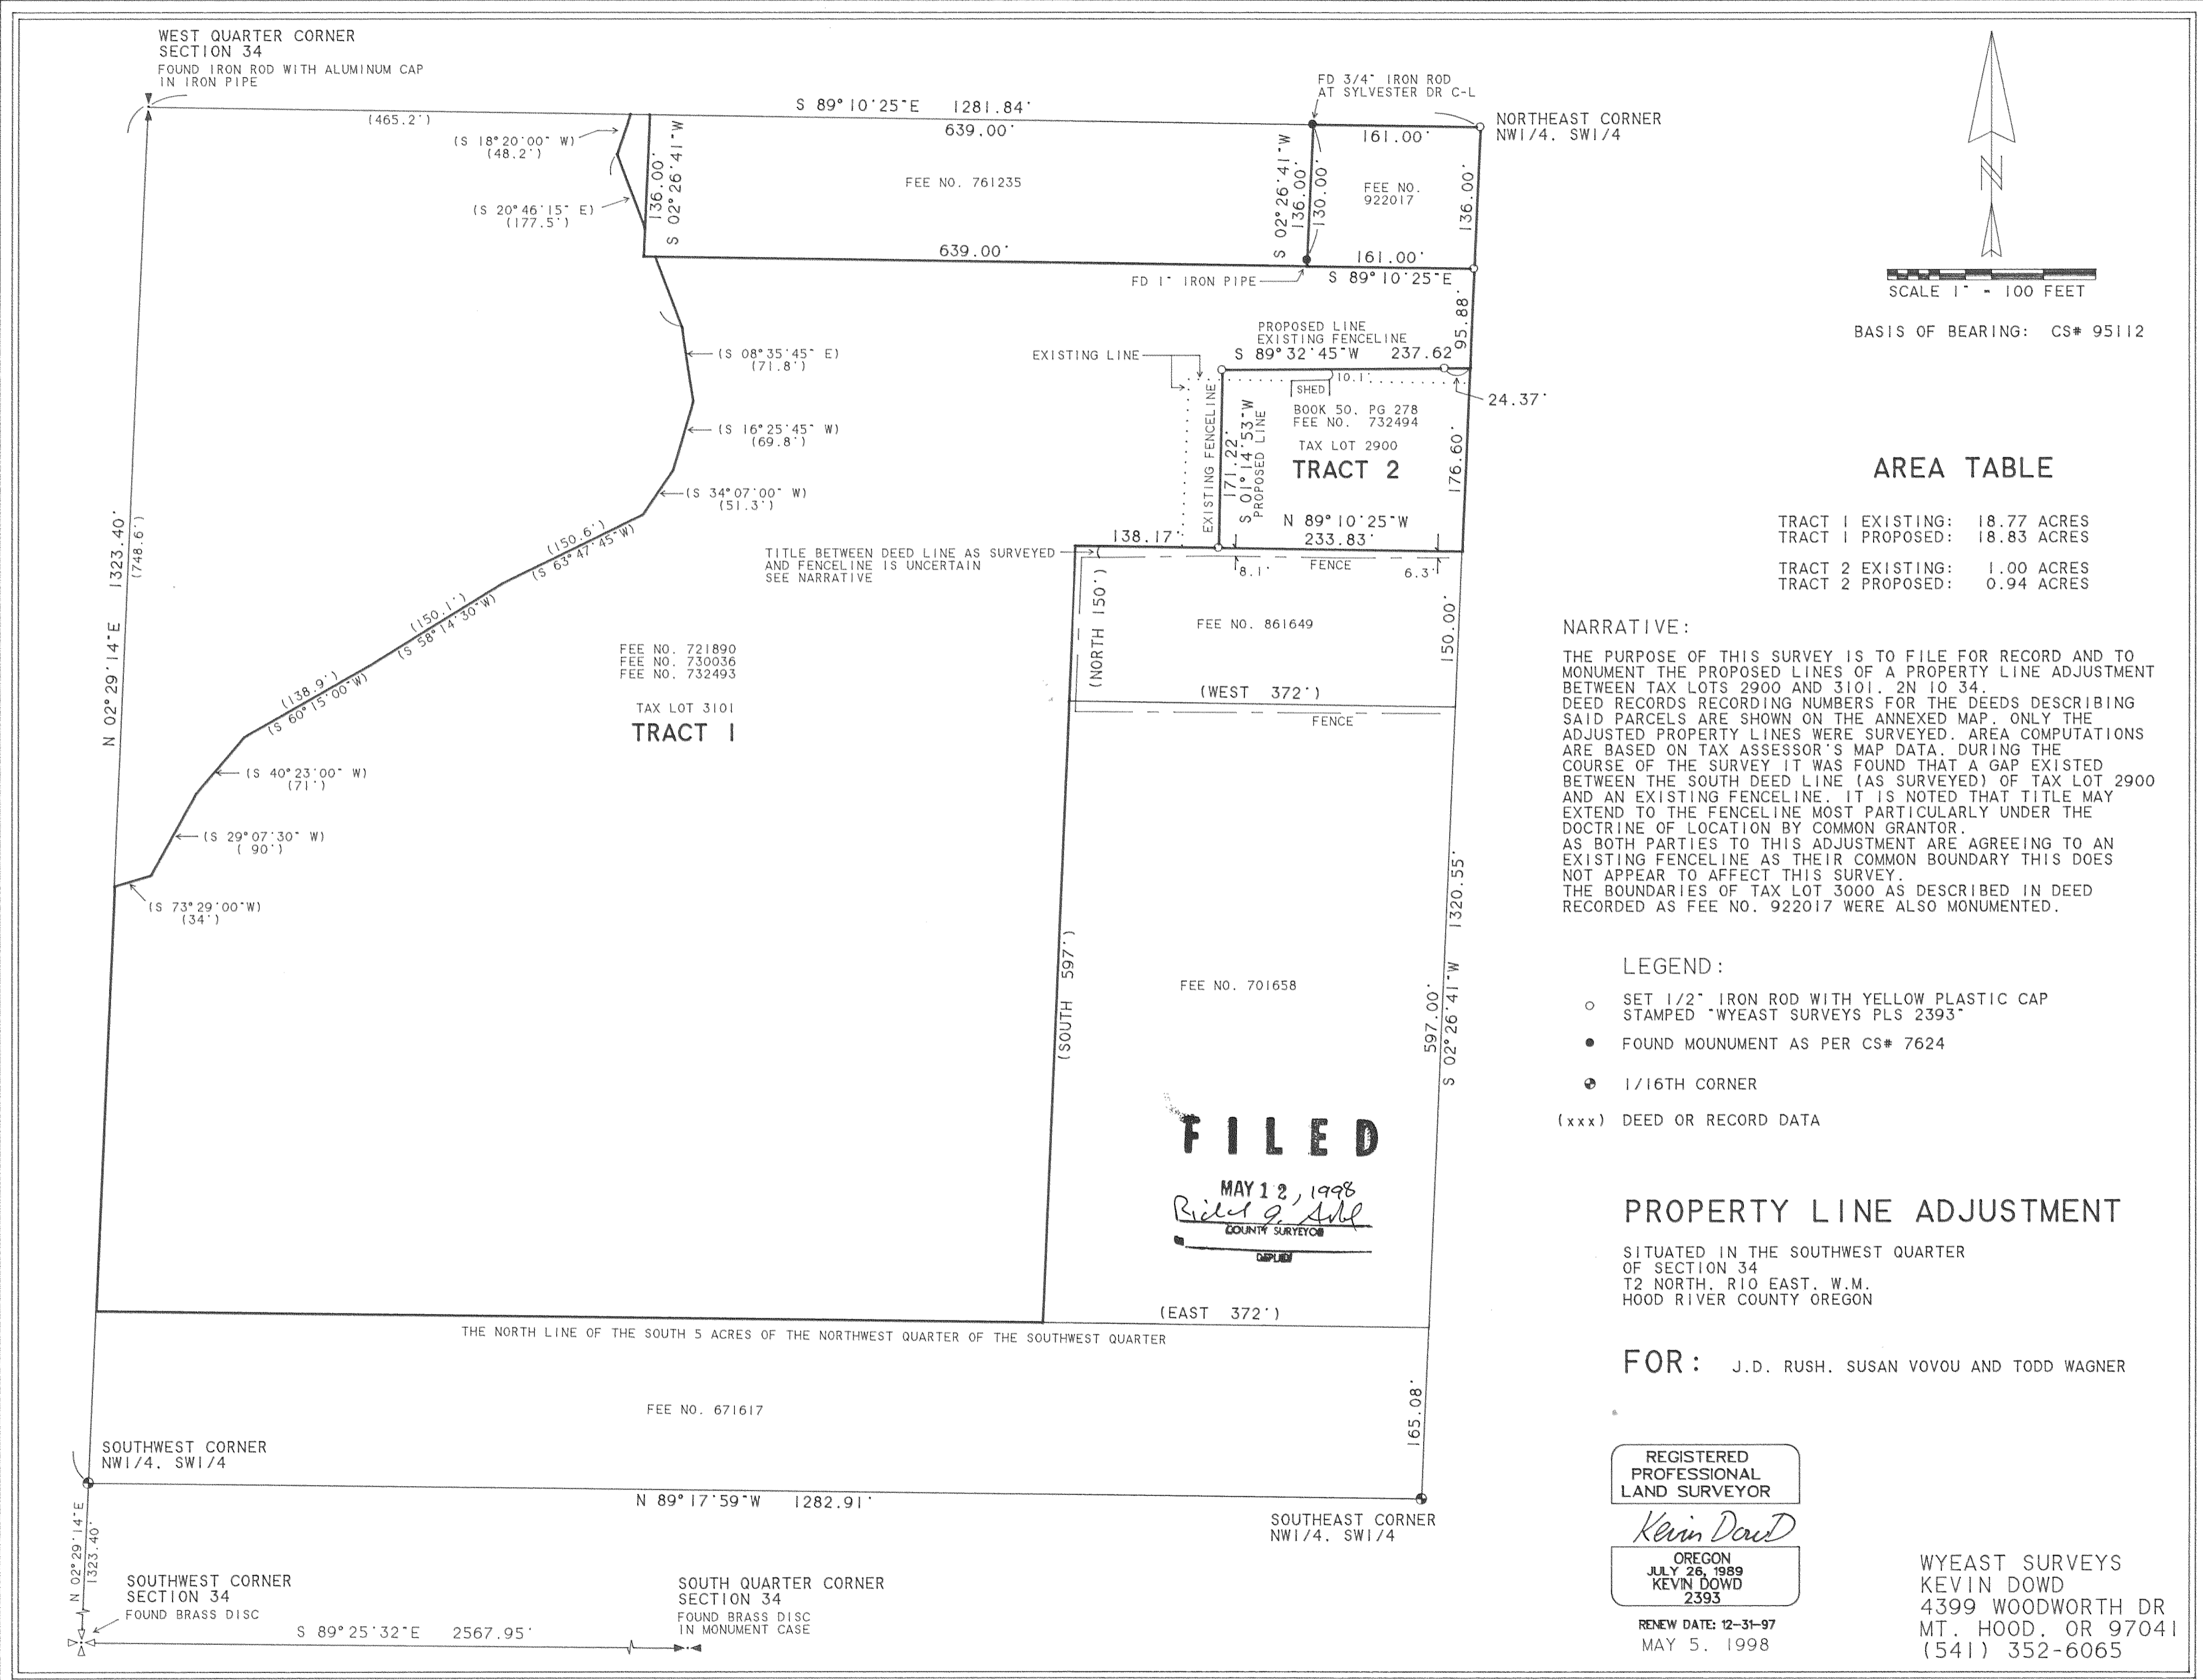 WEST QUARTER CORNER
SECTION 34
FOUND IRON ROD WITH ALUMINUM CAP
IN IRON PIPE
S 89°10'25"E 1281.84'
(465.2')
(S 18°20'00" W)
(48.2')
(S 20°46'15" E)
(177.5')
136.00'
S 02°26'41"W
639.00'
FEE NO. 761235
639.00'
FD 3/4" IRON ROD
AT SYLVESTER DR C-L
NORTHEAST CORNER
NW1/4, SW1/4
161.00'
S 02°26'41"W
136.00'
130.00'
FEE NO.
922017
136.00'
161.00'
S 89°10'25"E
FD 1" IRON PIPE
95.88'
PROPOSED LINE
EXISTING FENCELINE
S 89°32'45"W 237.62'
EXISTING LINE
10.1'
SHED
24.37'
BOOK 50, PG 278
FEE NO. 732494
TAX LOT 2900
TRACT 2
EXISTING FENCELINE
171.22'
S 01°14'53"W
PROPOSED LINE
176.60'
N 89°10'25"W
233.83'
138.17'
TITLE BETWEEN DEED LINE AS SURVEYED
AND FENCELINE IS UNCERTAIN
SEE NARRATIVE
8.1'
FENCE
6.3'
(NORTH 150')
FEE NO. 861649
150.00'
(WEST 372')
FENCE
(S 08°35'45" E)
(71.8')
(S 16°25'45" W)
(69.8')
(S 34°07'00" W)
(51.3')
(150.6')
(S 63°47'45"W)
(150.1')
(S 58°14'30"W)
(138.9')
(S 60°15'00"W)
(S 40°23'00" W)
(71')
(S 29°07'30" W)
( 90')
(S 73°29'00"W)
(34')
N 02°29'14"E 1323.40'
(748.6')
FEE NO. 721890
FEE NO. 730036
FEE NO. 732493
TAX LOT 3101
TRACT 1
(SOUTH 597')
FEE NO. 701658
597.00'
S 02°26'41"W 1320.55'
FILED
MAY 12, 1998
COUNTY SURVEYOR
DEPUTY
(EAST 372')
THE NORTH LINE OF THE SOUTH 5 ACRES OF THE NORTHWEST QUARTER OF THE SOUTHWEST QUARTER
FEE NO. 671617
165.08'
SOUTHWEST CORNER
NW1/4, SW1/4
N 89°17'59"W 1282.91'
SOUTHEAST CORNER
NW1/4, SW1/4
N 02°29'14"E
1323.40'
SOUTHWEST CORNER
SECTION 34
FOUND BRASS DISC
S 89°25'32"E 2567.95'
SOUTH QUARTER CORNER
SECTION 34
FOUND BRASS DISC
IN MONUMENT CASE
N
SCALE 1" = 100 FEET
BASIS OF BEARING: CS# 95112
AREA TABLE
TRACT 1 EXISTING: 18.77 ACRES
TRACT 1 PROPOSED: 18.83 ACRES
TRACT 2 EXISTING: 1.00 ACRES
TRACT 2 PROPOSED: 0.94 ACRES
NARRATIVE:
THE PURPOSE OF THIS SURVEY IS TO FILE FOR RECORD AND TO
MONUMENT THE PROPOSED LINES OF A PROPERTY LINE ADJUSTMENT
BETWEEN TAX LOTS 2900 AND 3101, 2N 10 34.
DEED RECORDS RECORDING NUMBERS FOR THE DEEDS DESCRIBING
SAID PARCELS ARE SHOWN ON THE ANNEXED MAP. ONLY THE
ADJUSTED PROPERTY LINES WERE SURVEYED. AREA COMPUTATIONS
ARE BASED ON TAX ASSESSOR'S MAP DATA. DURING THE
COURSE OF THE SURVEY IT WAS FOUND THAT A GAP EXISTED
BETWEEN THE SOUTH DEED LINE (AS SURVEYED) OF TAX LOT 2900
AND AN EXISTING FENCELINE. IT IS NOTED THAT TITLE MAY
EXTEND TO THE FENCELINE MOST PARTICULARLY UNDER THE
DOCTRINE OF LOCATION BY COMMON GRANTOR.
AS BOTH PARTIES TO THIS ADJUSTMENT ARE AGREEING TO AN
EXISTING FENCELINE AS THEIR COMMON BOUNDARY THIS DOES
NOT APPEAR TO AFFECT THIS SURVEY.
THE BOUNDARIES OF TAX LOT 3000 AS DESCRIBED IN DEED
RECORDED AS FEE NO. 922017 WERE ALSO MONUMENTED.
LEGEND:
SET 1/2" IRON ROD WITH YELLOW PLASTIC CAP
STAMPED "WYEAST SURVEYS PLS 2393"
FOUND MOUNUMENT AS PER CS# 7624
1/16TH CORNER
(xxx) DEED OR RECORD DATA
PROPERTY LINE ADJUSTMENT
SITUATED IN THE SOUTHWEST QUARTER
OF SECTION 34
T2 NORTH, R10 EAST, W.M.
HOOD RIVER COUNTY OREGON
FOR: J.D. RUSH, SUSAN VOVOU AND TODD WAGNER
REGISTERED
PROFESSIONAL
LAND SURVEYOR
Kevin Dowd
OREGON
JULY 26, 1989
KEVIN DOWD
2393
RENEW DATE: 12-31-97
MAY 5, 1998
WYEAST SURVEYS
KEVIN DOWD
4399 WOODWORTH DR
MT. HOOD, OR 97041
(541) 352-6065